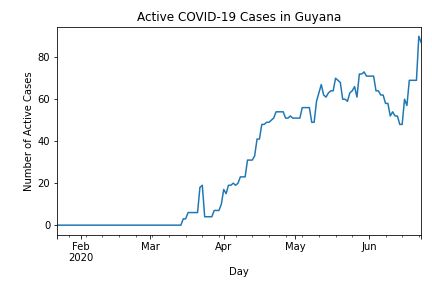 Active COVID-19 Cases in Guyana
Number of Active Cases
80
60
40
20
0
Feb
2020
Mar
Apr
May
Jun
Day